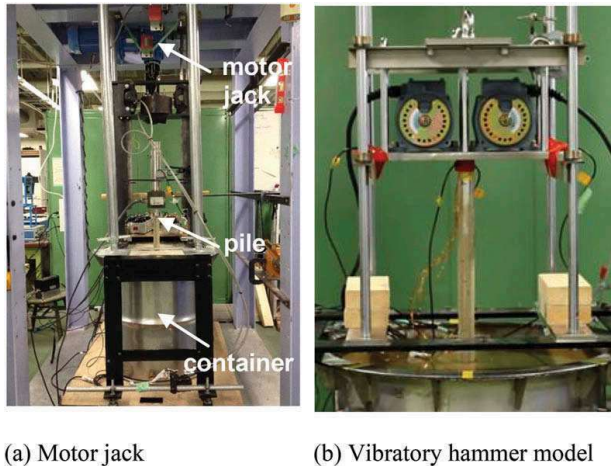 motor
jack
pile
container
(a) Motor jack
(b) Vibratory hammer model